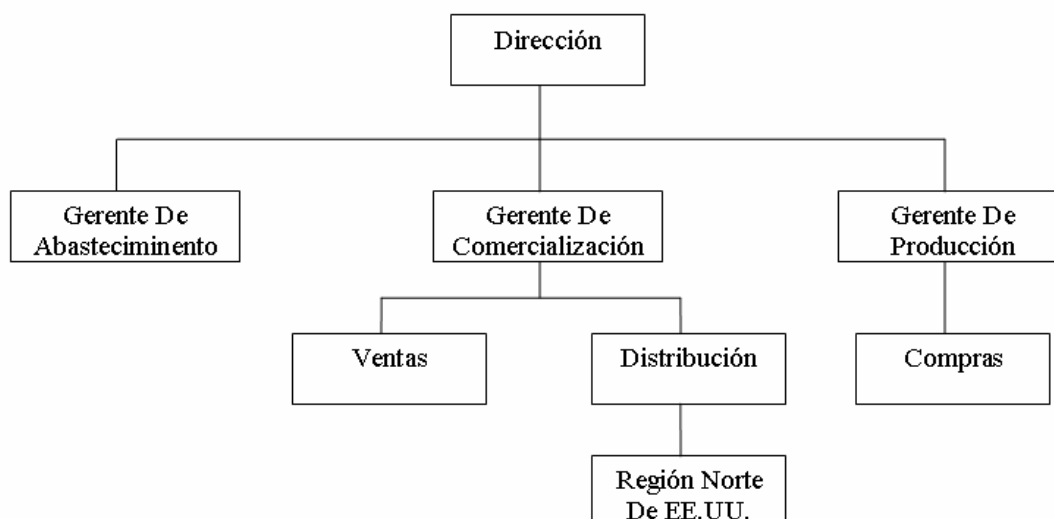 Dirección
Gerente De
Abasteciminento
Gerente De
Comercialización
Gerente De
Producción
Ventas
Distribución
Compras
Región Norte
De EE.UU.